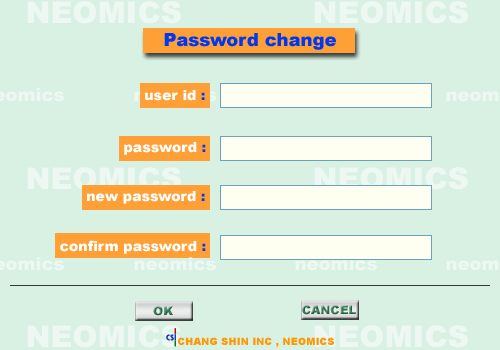 NEOMICS NEOMICS
Password change
user id :
neomics neomics
password :
NEOMICS NEOMICS
new password :
confirm password :
neomics neomics neomics neomics
OK CANCEL
NEOMICS NEOMICS
CS CHANG SHIN INC , NEOMICS